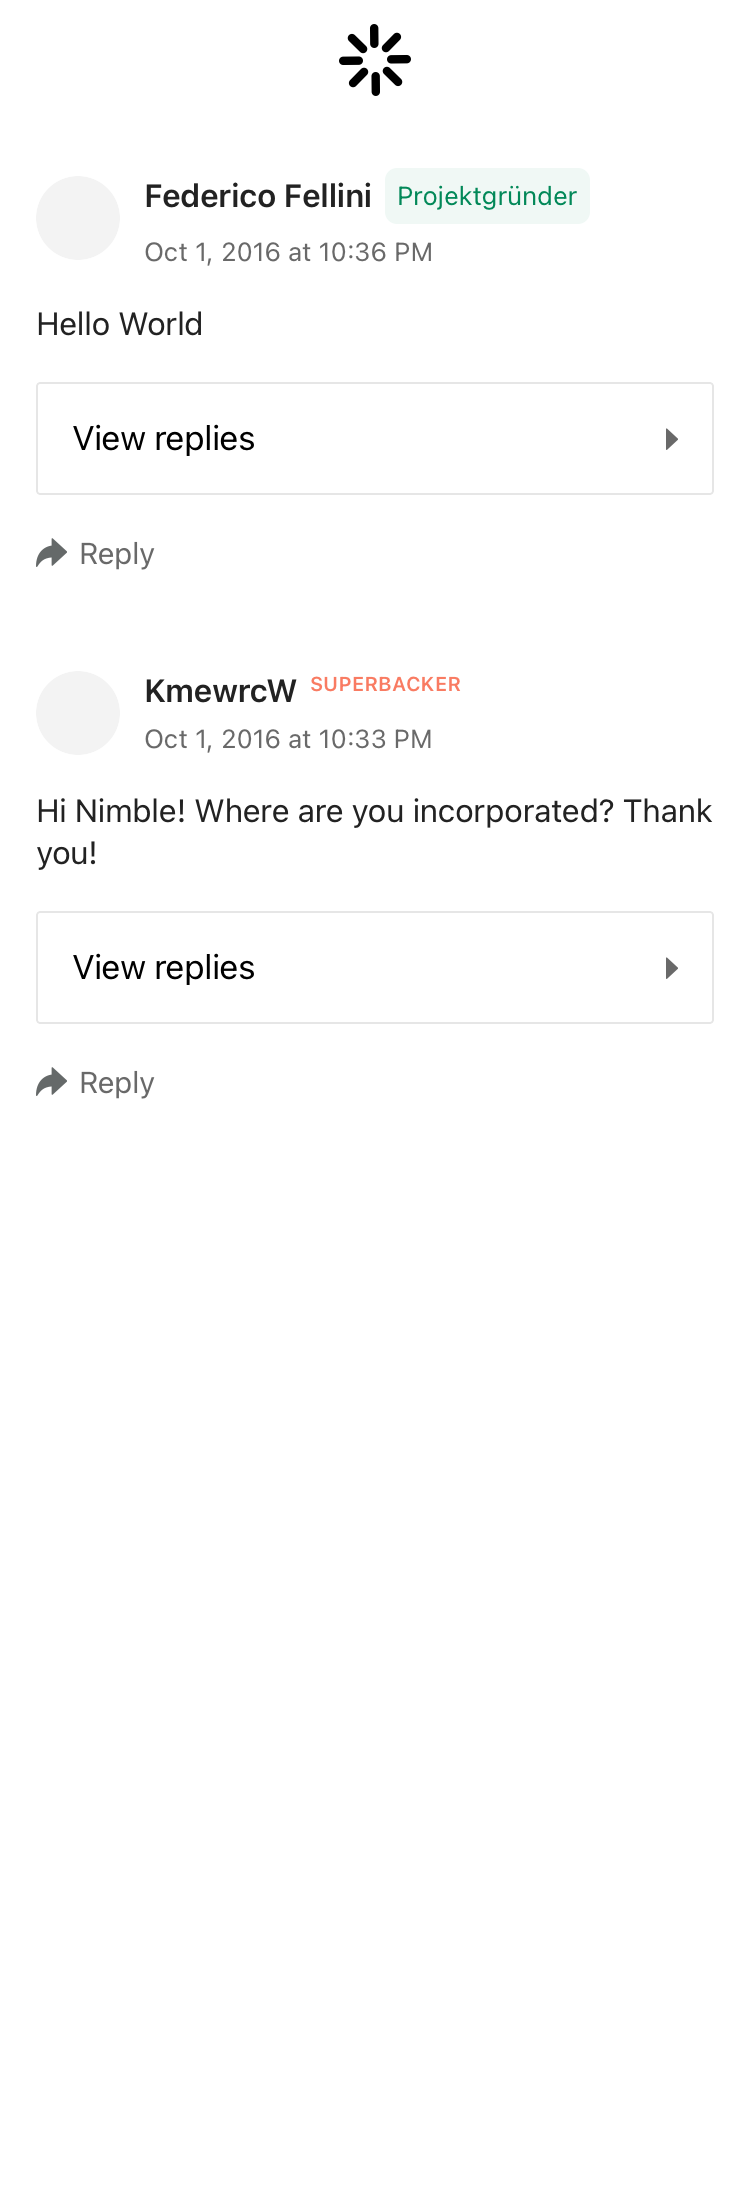 Federico Fellini Projektgründer
Oct 1, 2016 at 10:36 PM
Hello World
View replies
Reply
KmewrcW SUPERBACKER
Oct 1, 2016 at 10:33 PM
Hi Nimble! Where are you incorporated? Thank
you!
View replies
Reply